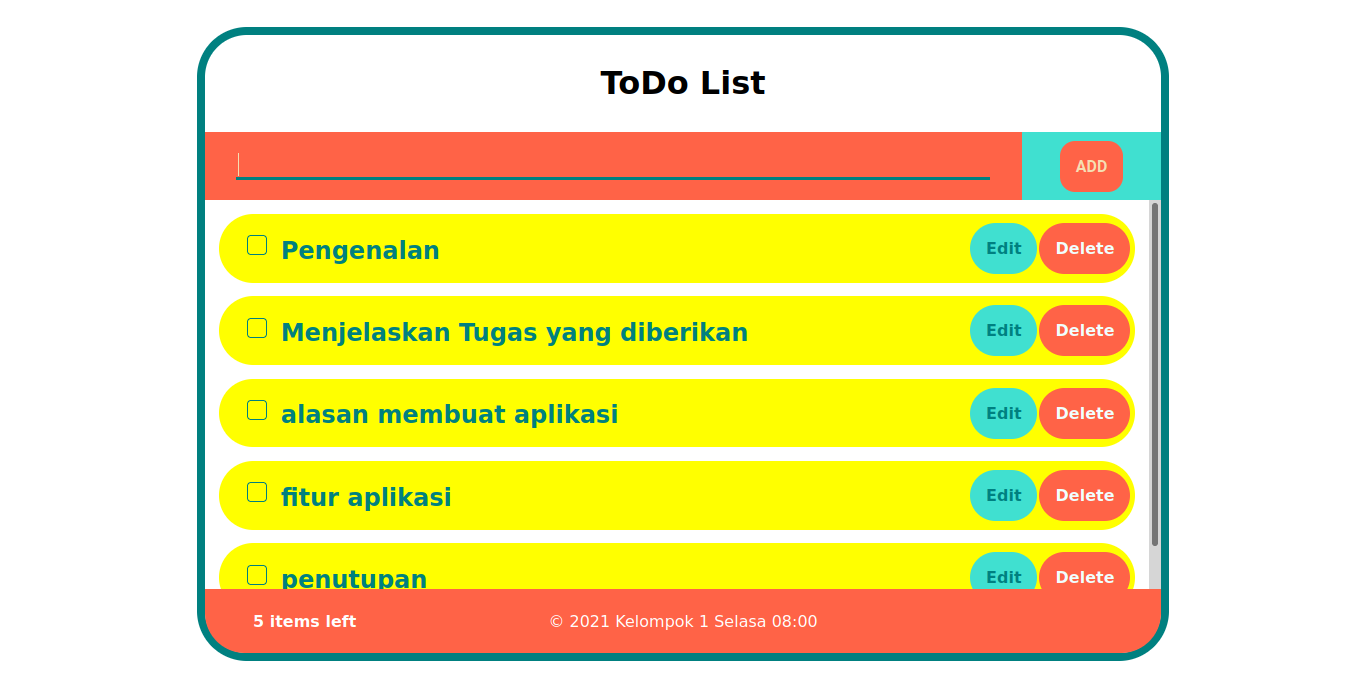 ToDo List
ADD
Pengenalan Edit Delete
Menjelaskan Tugas yang diberikan Edit Delete
alasan membuat aplikasi Edit Delete
fitur aplikasi Edit Delete
penutupan Edit Delete
5 items left © 2021 Kelompok 1 Selasa 08:00